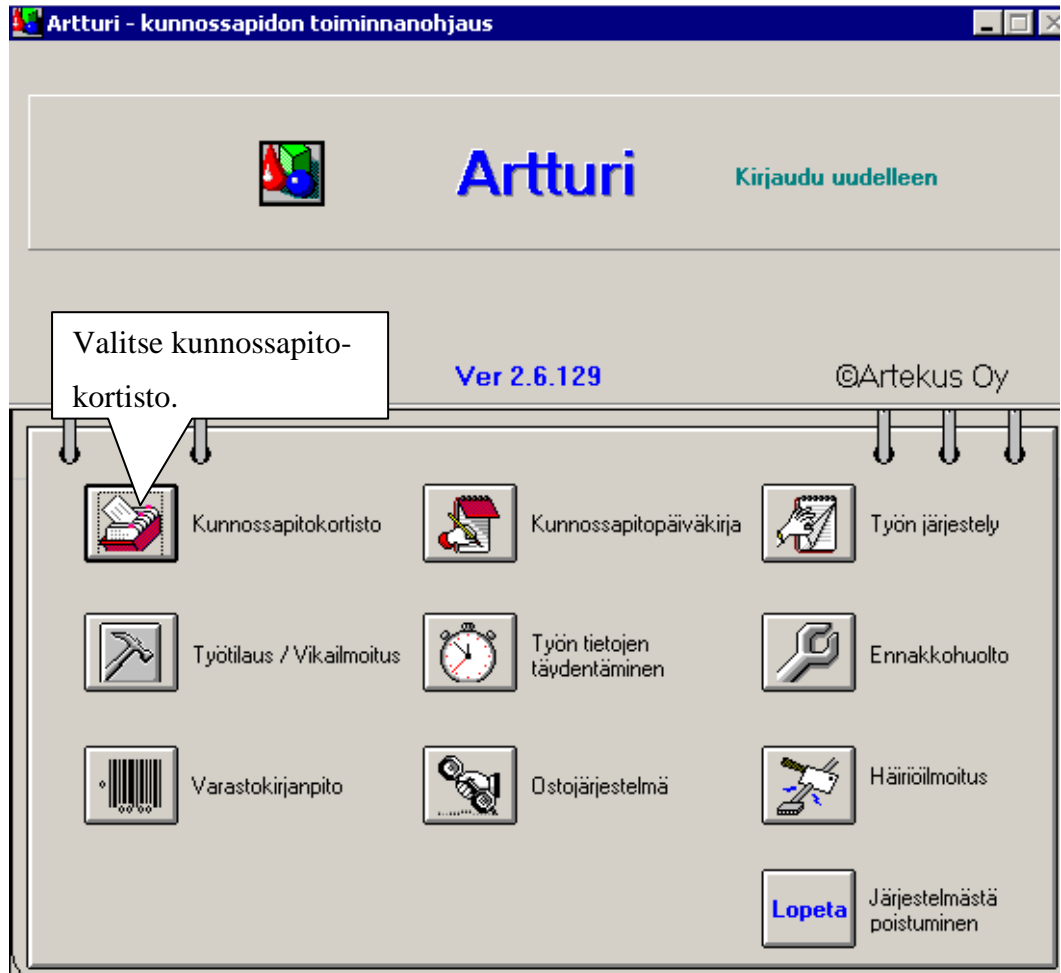 Artturi - kunnossapidon toiminnanohjaus
Artturi
Kirjaudu uudelleen
Valitse kunnossapito-
kortisto.
Ver 2.6.129
©Artekus Oy
Kunnossapitokortisto
Kunnossapitopäiväkirja
Työn järjestely
Työtilaus / Vikailmoitus
Työn tietojen
täydentäminen
Ennakkohuolto
Varastokirjanpito
Ostojärjestelmä
Häiriöilmoitus
Lopeta
Järjestelmästä
poistuminen